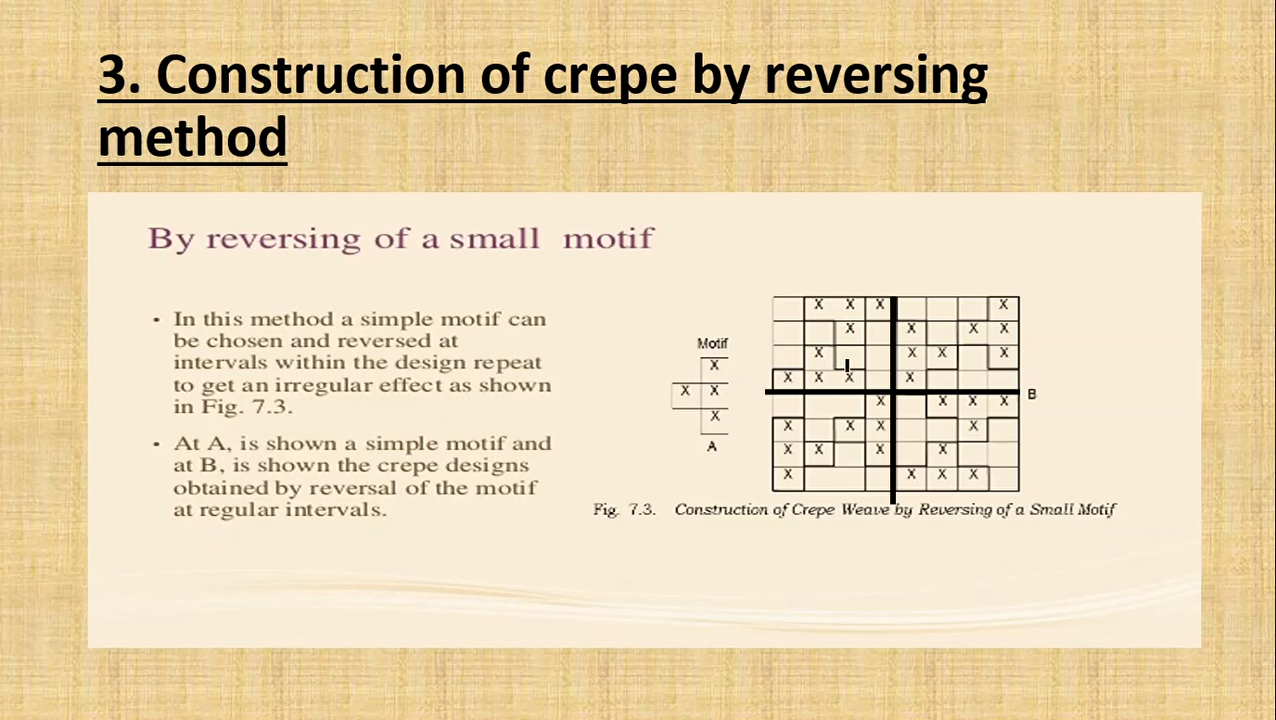 3. Construction of crepe by reversing
method
By reversing of a small motif
• In this method a simple motif can
be chosen and reversed at
intervals within the design repeat
to get an irregular effect as shown
in Fig. 7.3.
• At A, is shown a simple motif and
at B, is shown the crepe designs
obtained by reversal of the motif
at regular intervals.
Motif
X
X X
X
A
X X X X
X X X X
X X X X
X X X X
B
X X X X
X X X X
X X X X
X X X X
Fig. 7.3. Construction of Crepe Weave by Reversing of a Small Motif